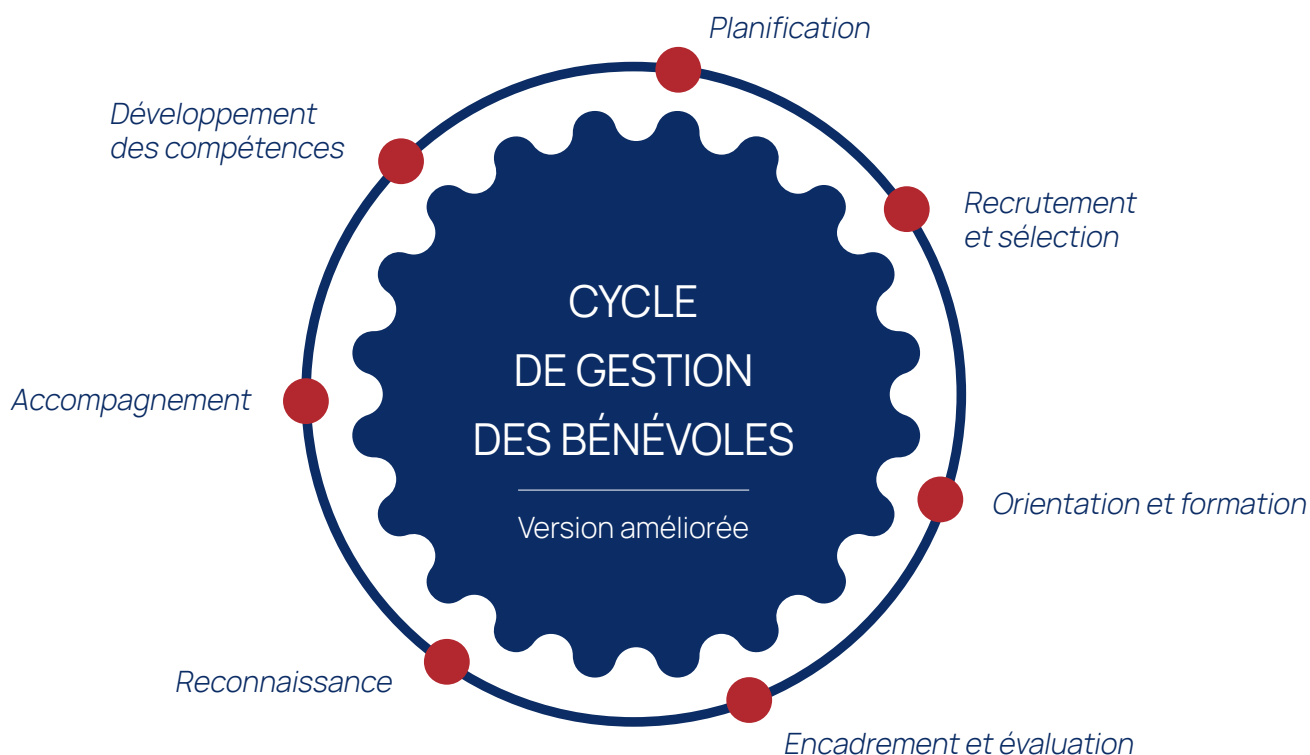 Planification
Développement
des compétences
Recrutement
et sélection
CYCLE
DE GESTION
DES BÉNÉVOLES
Version améliorée
Accompagnement
Orientation et formation
Reconnaissance
Encadrement et évaluation